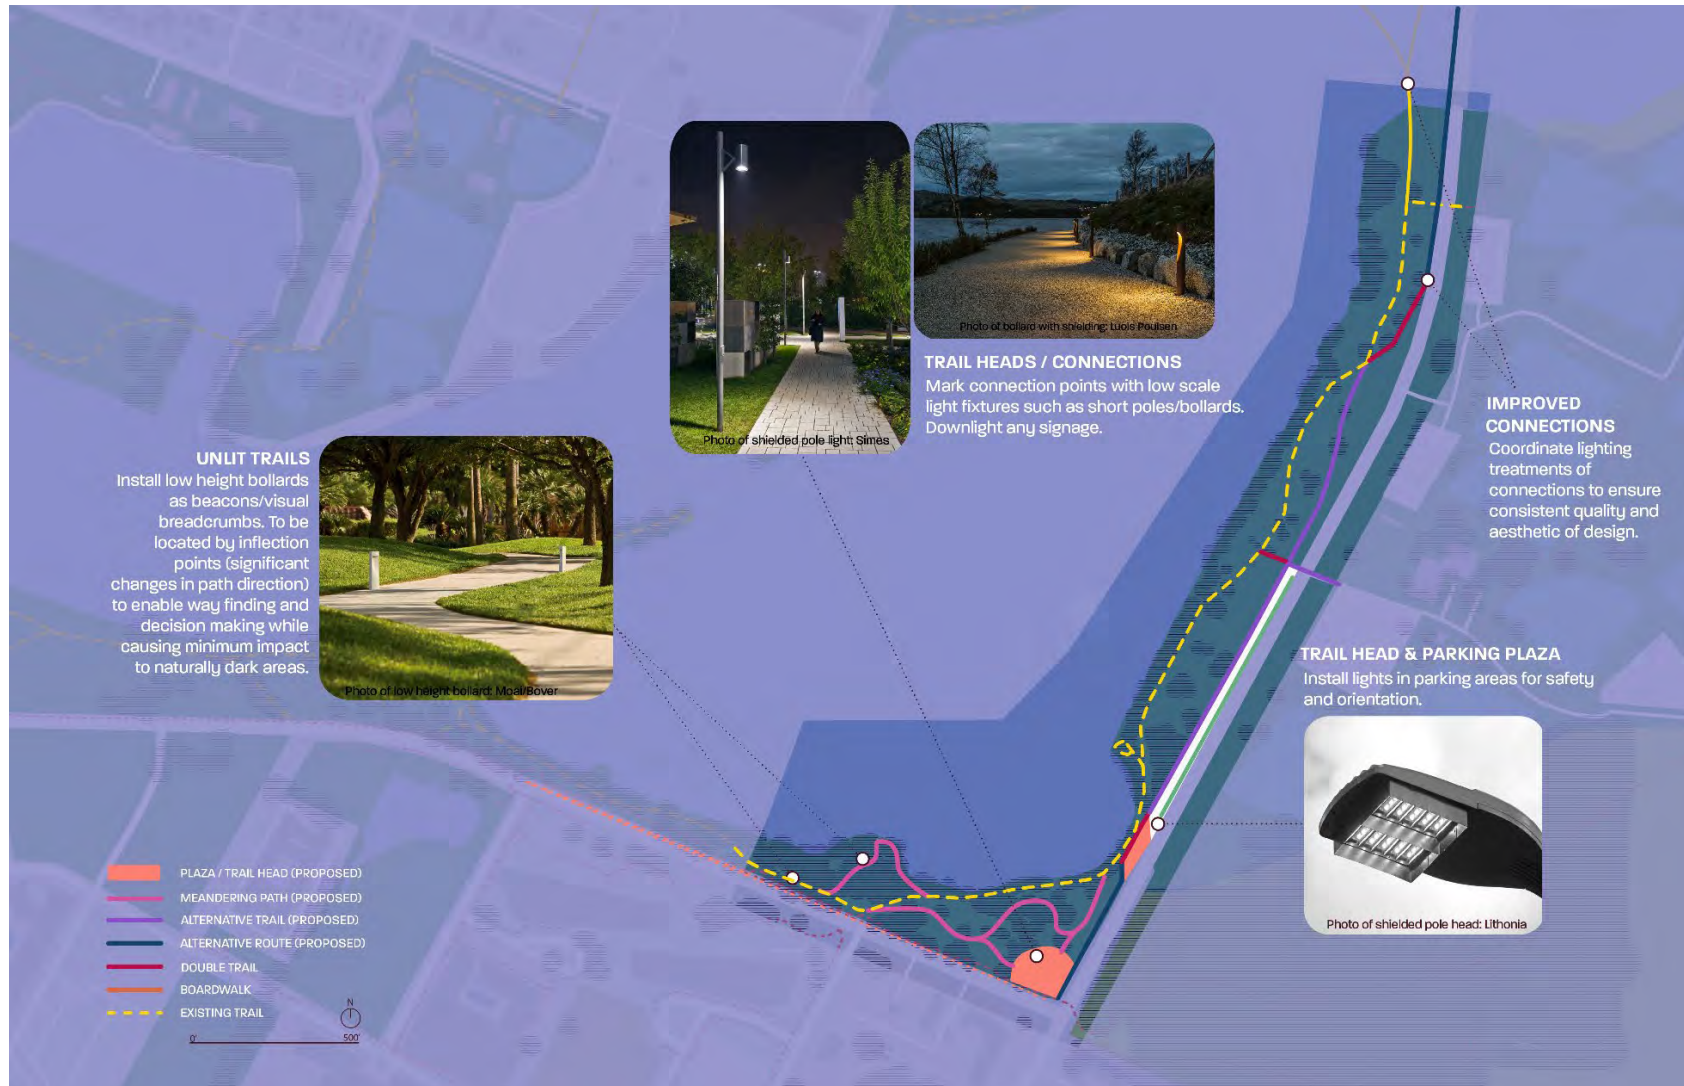 Photo of shielded pole light: Simes
Photo of bollard with shielding: Luois Poulsen
TRAIL HEADS / CONNECTIONS
Mark connection points with low scale
light fixtures such as short poles/bollards.
Downlight any signage.
UNLIT TRAILS
Install low height bollards
as beacons/visual
breadcrumbs. To be
located by inflection
points (significant
changes in path direction)
to enable way finding and
decision making while
causing minimum impact
to naturally dark areas.
Photo of low height bollard: Moai/Bover
IMPROVED
CONNECTIONS
Coordinate lighting
treatments of
connections to ensure
consistent quality and
aesthetic of design.
TRAIL HEAD & PARKING PLAZA
Install lights in parking areas for safety
and orientation.
Photo of shielded pole head: Lithonia
PLAZA / TRAIL HEAD (PROPOSED)
MEANDERING PATH (PROPOSED)
ALTERNATIVE TRAIL (PROPOSED)
ALTERNATIVE ROUTE (PROPOSED)
DOUBLE TRAIL
BOARDWALK
EXISTING TRAIL
N
0' 500'